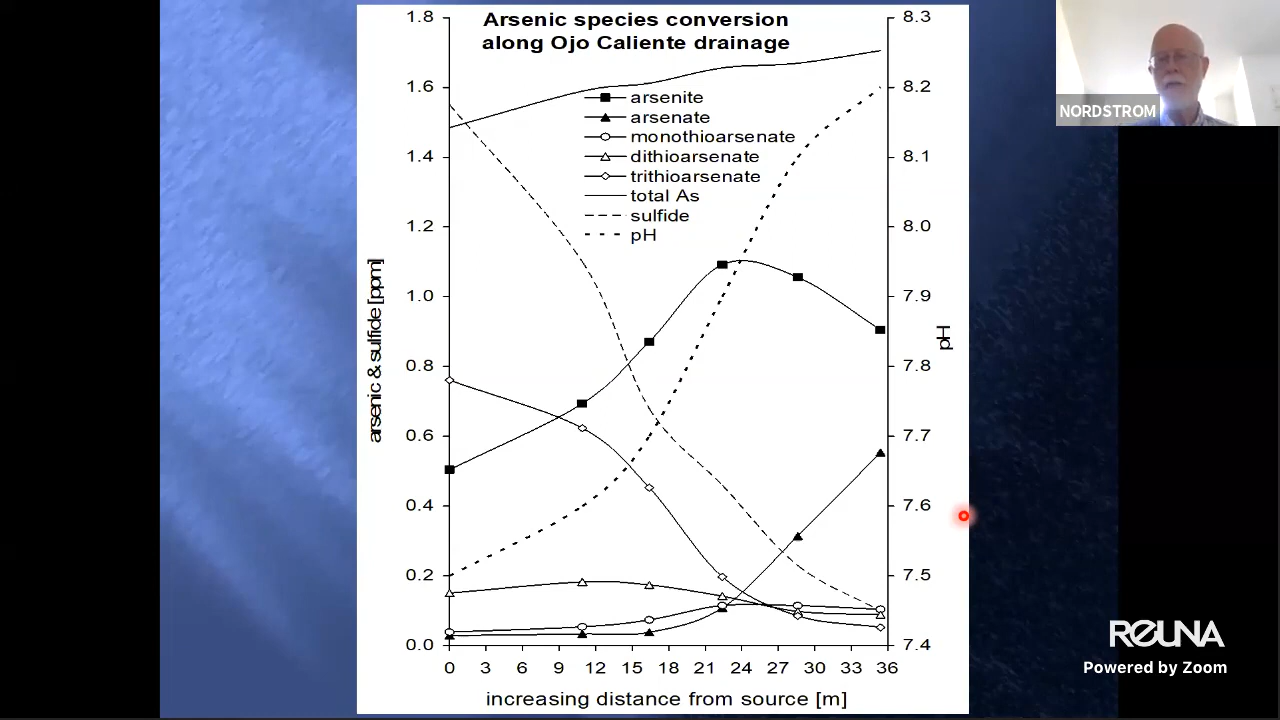 Arsenic species conversion
along Ojo Caliente drainage
NORDSTROM
arsenite
arsenate
monothioarsenate
dithioarsenate
trithioarsenate
total As
sulfide
pH
1.8
1.6
1.4
1.2
1.0
0.8
0.6
0.4
0.2
0.0
arsenic & sulfide [ppm]
8.3
8.2
8.1
8.0
7.9
7.8
7.7
7.6
7.5
7.4
pH
0 3 6 9 12 15 18 21 24 27 30 33 36
increasing distance from source [m]
REUNA
Powered by Zoom